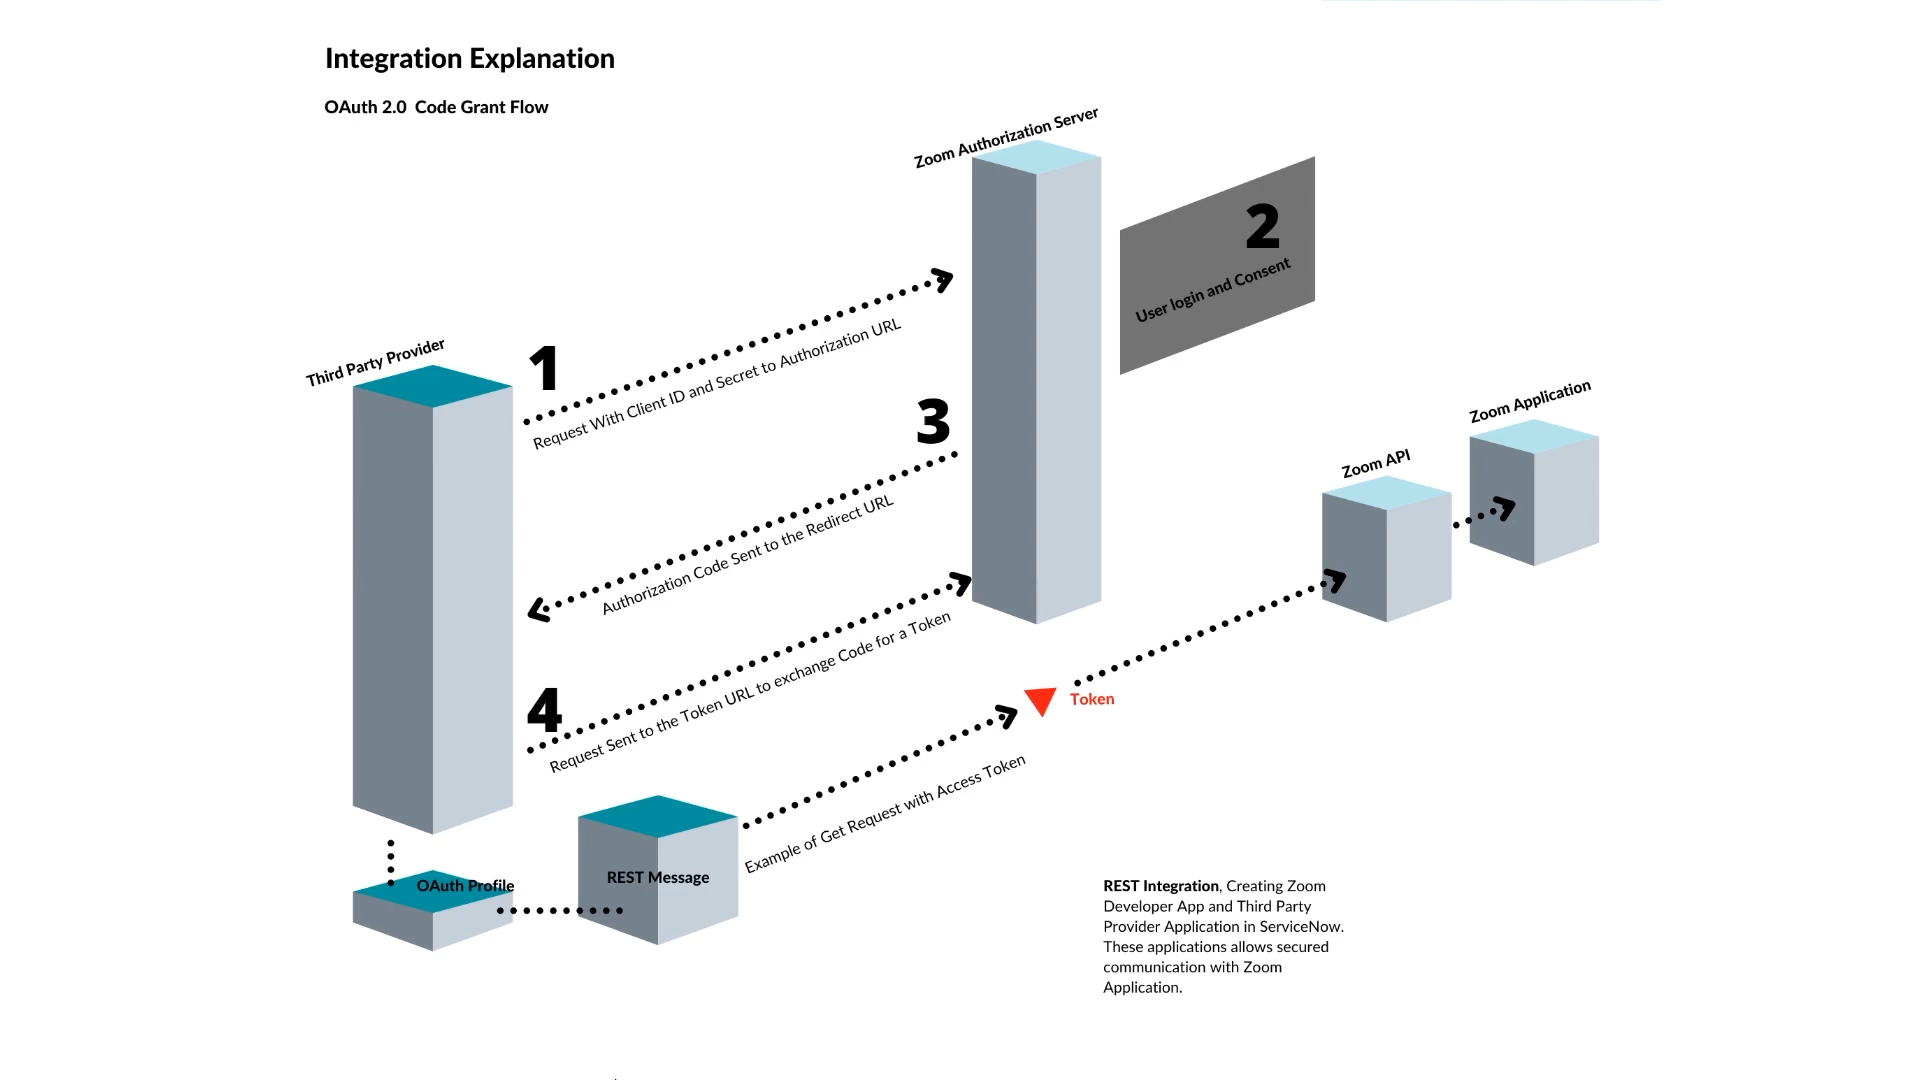 Integration Explanation
OAuth 2.0 Code Grant Flow
Zoom Authorization Server
2
User login and Consent
Third Party Provider
1
Request With Client ID and Secret to Authorization URL
3
Authorization Code Sent to the Redirect URL
Zoom Application
Zoom API
4
Request Sent to the Token URL to exchange Code for a Token
Token
Example of Get Request with Access Token
OAuth Profile
REST Message
REST Integration, Creating Zoom
Developer App and Third Party
Provider Application in ServiceNow.
These applications allows secured
communication with Zoom
Application.